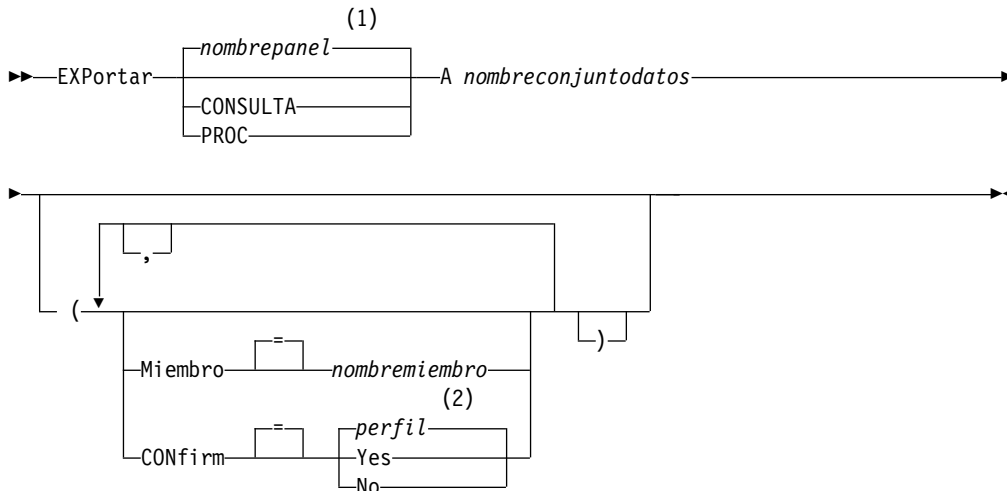 (1)
nombrepanel
EXPortar A nombreconjuntodatos
CONSULTA
PROC
,
(
)
=
Miembro nombremiembro
(2)
= perfil
CONfirm Yes
No